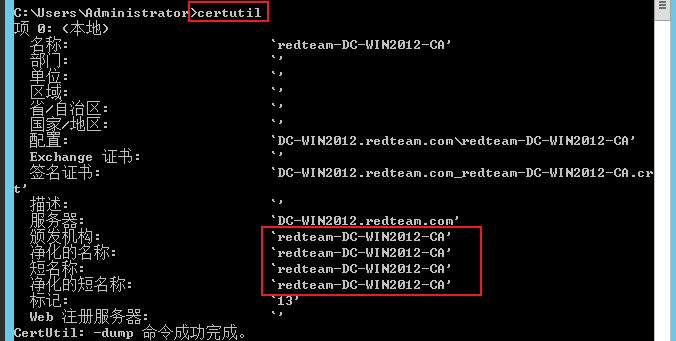 C:\Users\Administrator>certutil
项 0: (本地)
名称: `redteam-DC-WIN2012-CA'
部门: `'
单位: `'
区域: `'
省/自治区: `'
国家/地区: `'
配置: `DC-WIN2012.redteam.com\redteam-DC-WIN2012-CA'
Exchange 证书: `'
签名证书: `DC-WIN2012.redteam.com_redteam-DC-WIN2012-CA.cr
t'
描述: `'
服务器: `DC-WIN2012.redteam.com'
颁发机构: `redteam-DC-WIN2012-CA'
净化的名称: `redteam-DC-WIN2012-CA'
短名称: `redteam-DC-WIN2012-CA'
净化的短名称: `redteam-DC-WIN2012-CA'
标记: `13'
Web 注册服务器: `'
CertUtil: -dump 命令成功完成。